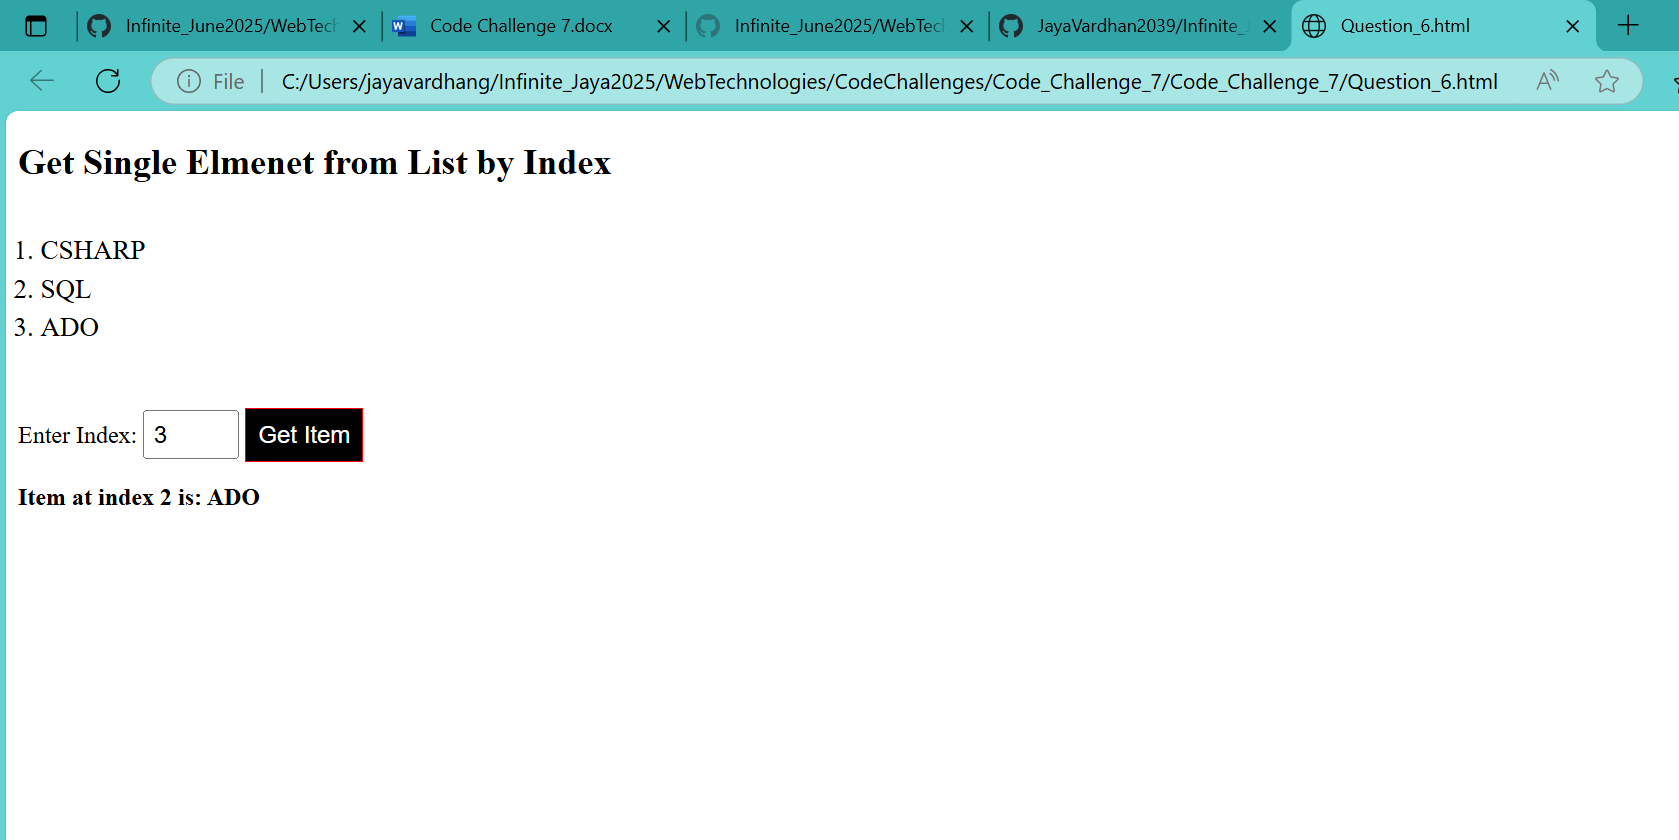 Infinite_June2025/WebTech
Code Challenge 7.docx
Infinite_June2025/WebTec
JayaVardhan2039/Infinite_J
Question_6.html
File
C:/Users/jayavardhang/Infinite_Jaya2025/WebTechnologies/CodeChallenges/Code_Challenge_7/Code_Challenge_7/Question_6.html
Get Single Elmenet from List by Index
1. CSHARP
2. SQL
3. ADO
Enter Index: 3 Get Item
Item at index 2 is: ADO